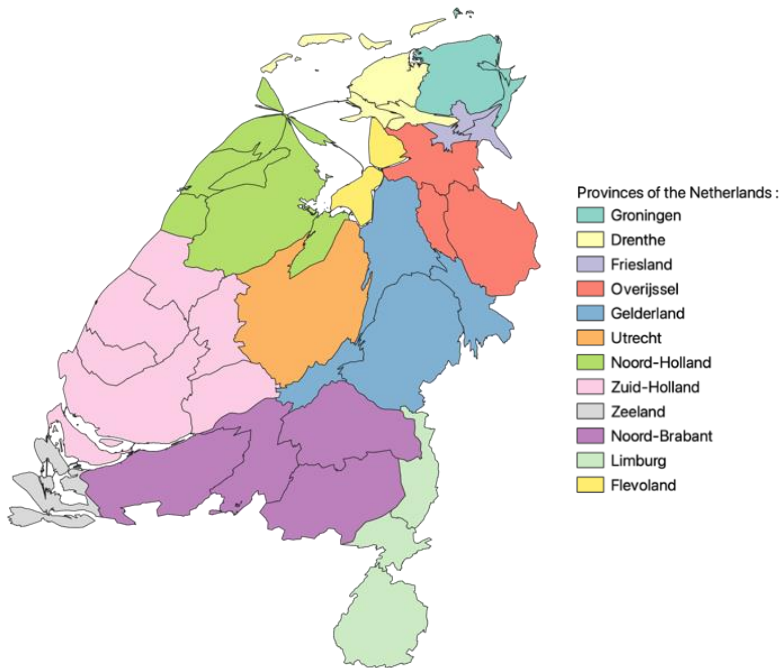 Provinces of the Netherlands :
Groningen
Drenthe
Friesland
Overijssel
Gelderland
Utrecht
Noord-Holland
Zuid-Holland
Zeeland
Noord-Brabant
Limburg
Flevoland